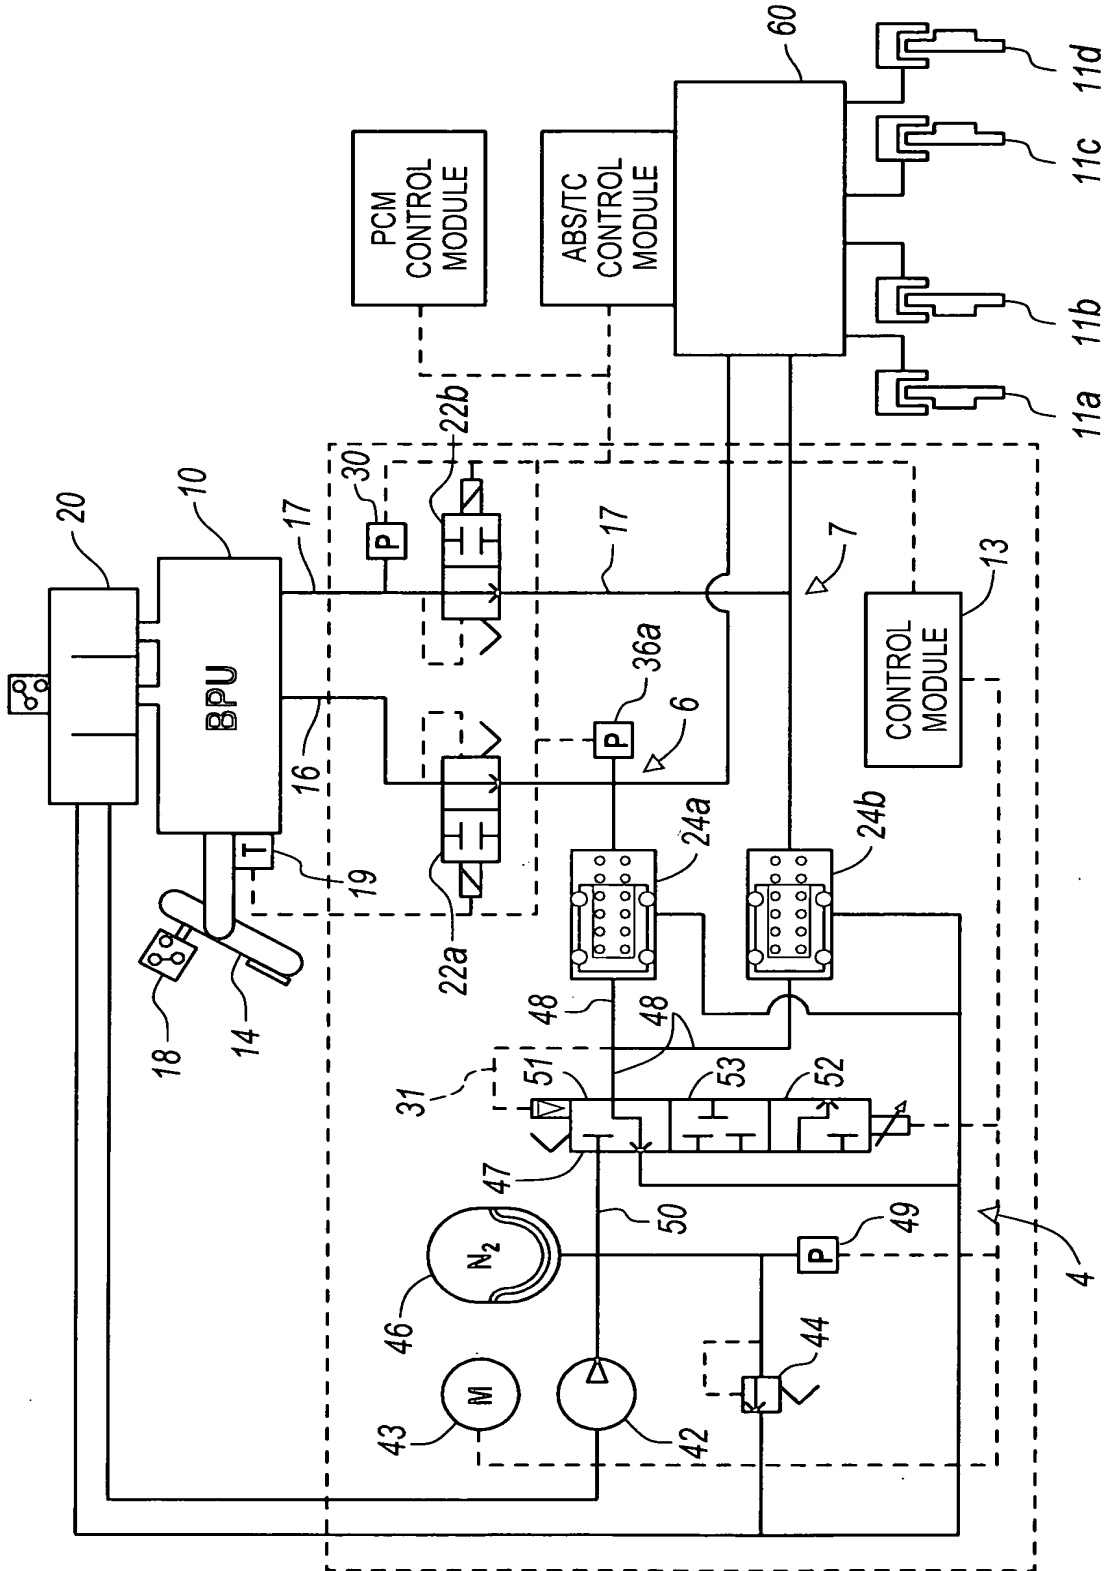 20
10
17
30
22b
PCM
CONTROL
MODULE
ABS/TC
CONTROL
MODULE
60
11d
11c
11b
11a
BPU
16
T
19
18
14
22a
P
17
7
P
36a
6
24a
24b
CONTROL
MODULE
13
48
48
31
51
53
52
47
50
N2
46
M
43
42
P
49
44
4